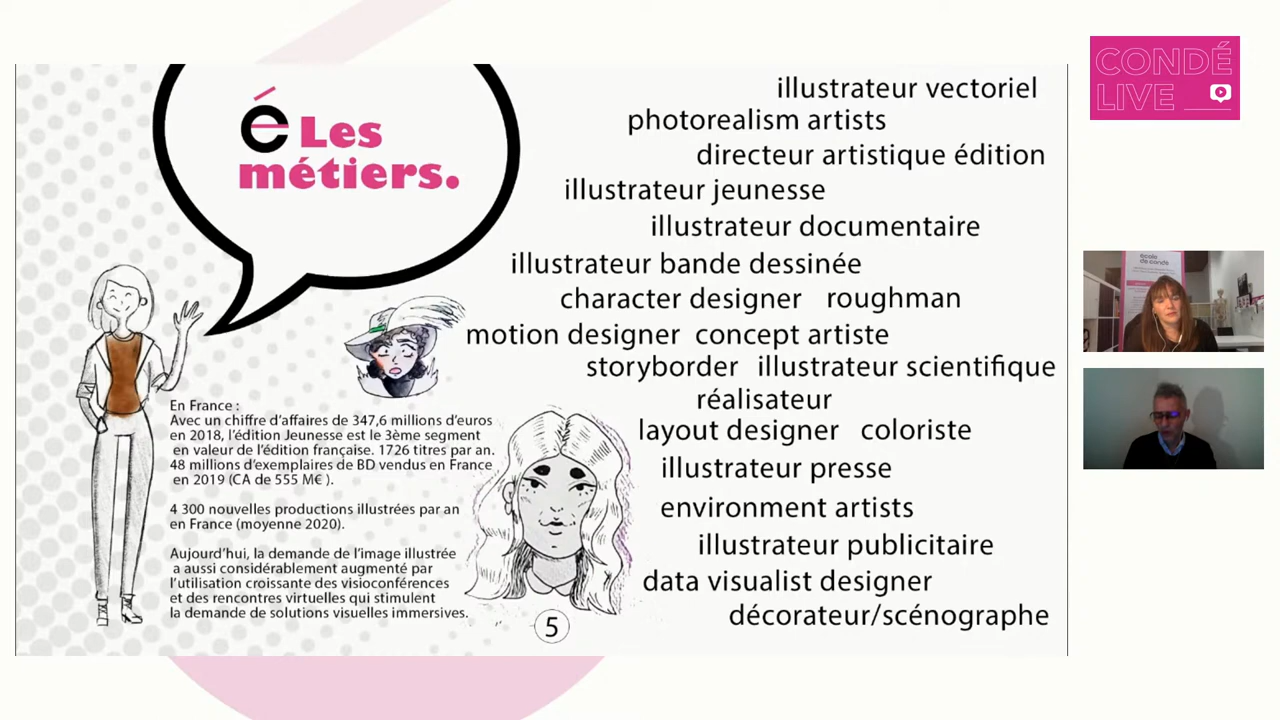 CONDÉ
LIVE
é Les
métiers.
illustrateur vectoriel
photorealism artists
directeur artistique édition
illustrateur jeunesse
illustrateur documentaire
illustrateur bande dessinée
character designer roughman
motion designer concept artiste
storyborder illustrateur scientifique
réalisateur
layout designer coloriste
illustrateur presse
environment artists
illustrateur publicitaire
data visualist designer
décorateur/scénographe
En France :
Avec un chiffre d'affaires de 347,6 millions d'euros
en 2018, l'édition Jeunesse est le 3ème segment
en valeur de l'édition française. 1726 titres par an.
48 millions d'exemplaires de BD vendus en France
en 2019 (CA de 555 M€ ).
4 300 nouvelles productions illustrées par an
en France (moyenne 2020).
Aujourd'hui, la demande de l'image illustrée
a aussi considérablement augmenté par
l'utilisation croissante des visioconférences
et des rencontres virtuelles qui stimulent
la demande de solutions visuelles immersives.
5
école
de condé